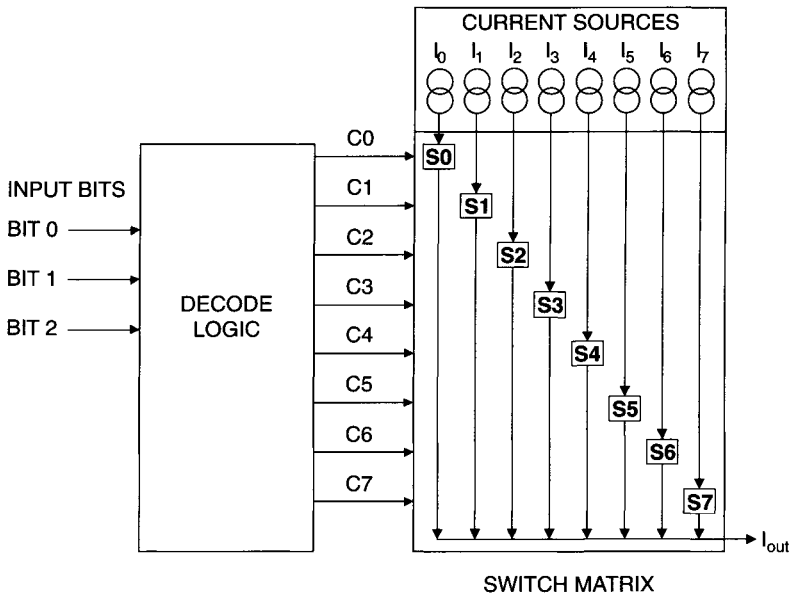 CURRENT SOURCES
I0 I1 I2 I3 I4 I5 I6 I7
INPUT BITS
BIT 0
BIT 1
BIT 2
DECODE
LOGIC
C0
C1
C2
C3
C4
C5
C6
C7
S0
S1
S2
S3
S4
S5
S6
S7
Iout
SWITCH MATRIX